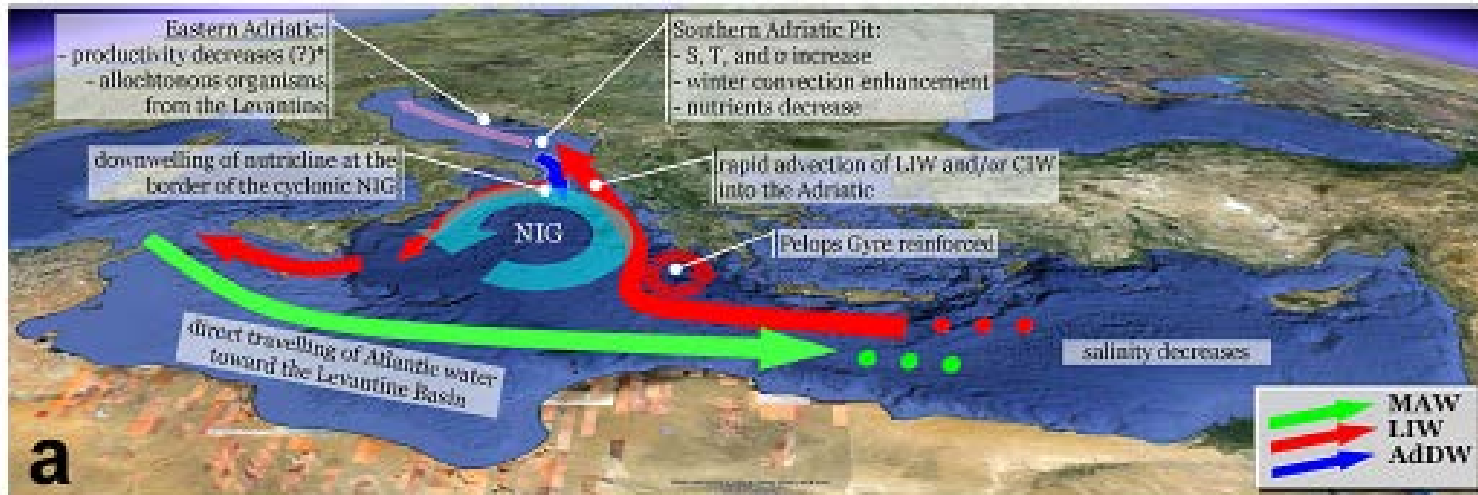 Eastern Adriatic:
- productivity decreases (?)*
- allochtonous organisms
from the Levantine
Southern Adriatic Pit:
- S, T, and σ increase
- winter convection enhancement
- nutrients decrease
downwelling of nutricline at the
border of the cyclonic NIG
rapid advection of LIW and/or CIW
into the Adriatic
NIG
Pelops Gyre reinforced
direct travelling of Atlantic water
toward the Levantine Basin
salinity decreases
MAW
LIW
AdDW
a